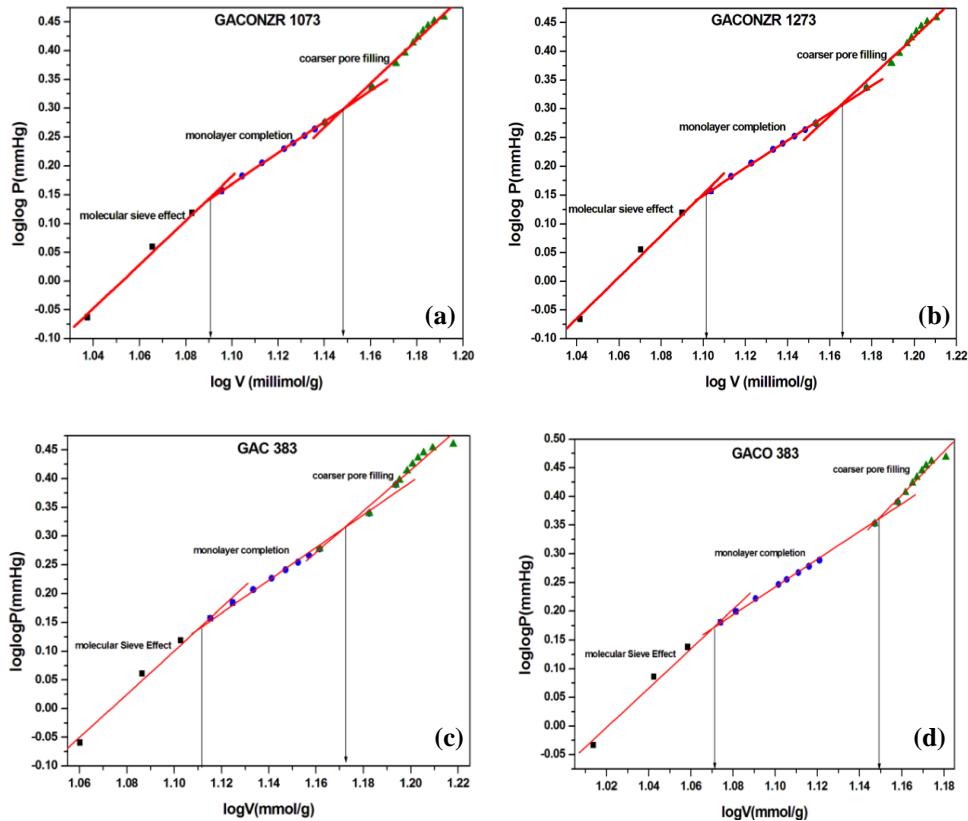 GACONZR 1073
loglog P(mmHg)
0.45
0.40
0.35
0.30
0.25
0.20
0.15
0.10
0.05
0.00
-0.05
-0.10
coarser pore filling
monolayer completion
molecular sieve effect
(a)
1.04 1.06 1.08 1.10 1.12 1.14 1.16 1.18 1.20
log V (millimol/g)
GACONZR 1273
loglog P(mmHg)
0.45
0.40
0.35
0.30
0.25
0.20
0.15
0.10
0.05
0.00
-0.05
-0.10
coarser pore filling
monolayer completion
molecular sieve effect
(b)
1.04 1.06 1.08 1.10 1.12 1.14 1.16 1.18 1.20 1.22
log V (millimol/g)
GAC 383
loglogP(mmHg)
0.45
0.40
0.35
0.30
0.25
0.20
0.15
0.10
0.05
0.00
-0.05
-0.10
coarser pore filling
monolayer completion
molecular Sieve Effect
(c)
1.06 1.08 1.10 1.12 1.14 1.16 1.18 1.20 1.22
logV(mmol/g)
GACO 383
loglogP(mmHg)
0.50
0.45
0.40
0.35
0.30
0.25
0.20
0.15
0.10
0.05
0.00
-0.05
coarser pore filling
monolayer completion
molecular Sieve Effect
(d)
1.02 1.04 1.06 1.08 1.10 1.12 1.14 1.16 1.18
logV(mmol/g)